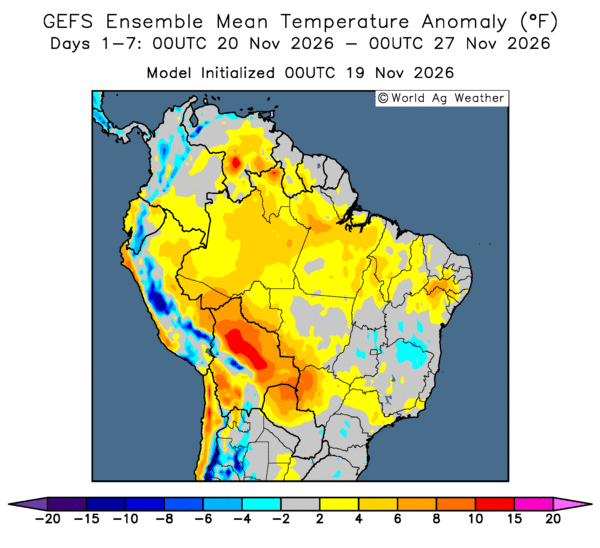 GEFS Ensemble Mean Temperature Anomaly (°F)
Days 1-7: 00UTC 20 Nov 2026 - 00UTC 27 Nov 2026
Model Initialized 00UTC 19 Nov 2026
© World Ag Weather
-20 -15 -10 -8 -6 -4 -2 2 4 6 8 10 15 20